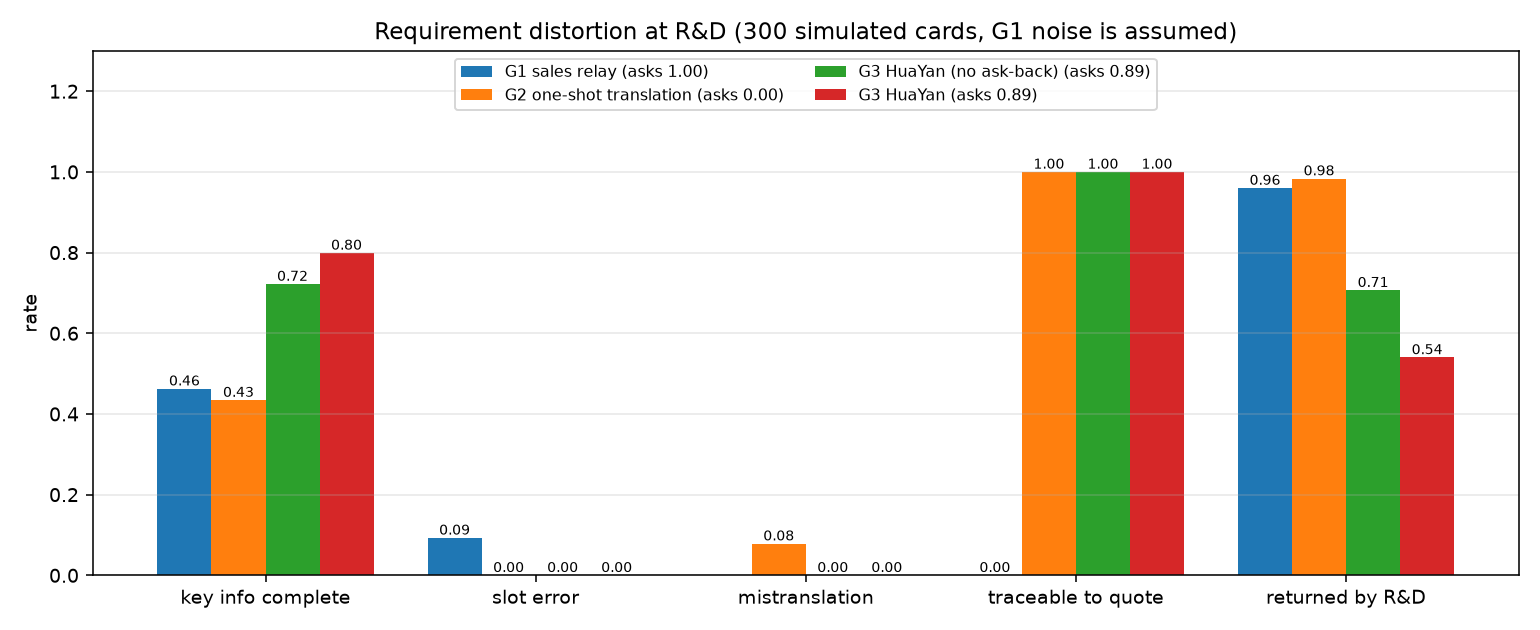 Requirement distortion at R&D (300 simulated cards, G1 noise is assumed)
G1 sales relay (asks 1.00)
G2 one-shot translation (asks 0.00)
G3 HuaYan (no ask-back) (asks 0.89)
G3 HuaYan (asks 0.89)
rate
1.2
1.0
0.8
0.6
0.4
0.2
0.0
0.46
0.43
0.72
0.80
0.09
0.00
0.00
0.00
0.08
0.00
0.00
0.00
1.00
1.00
1.00
0.96
0.98
0.71
0.54
key info complete
slot error
mistranslation
traceable to quote
returned by R&D